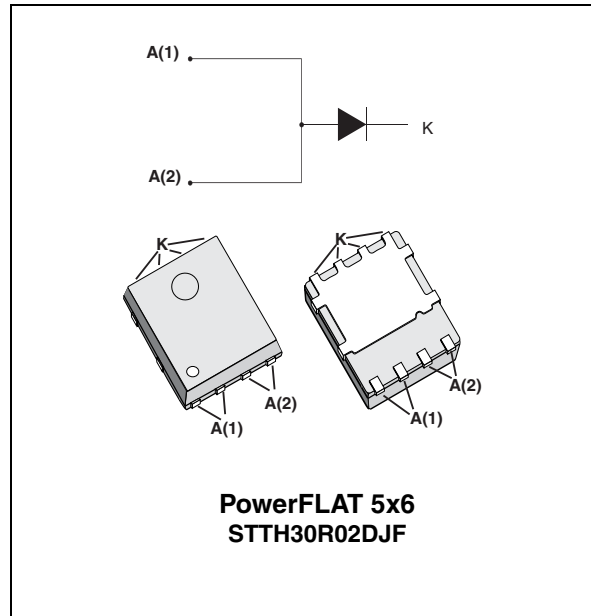 A(1)
K
A(2)
K
K
A(2)
A(1)
A(2)
A(1)
PowerFLAT 5x6
STTH30R02DJF